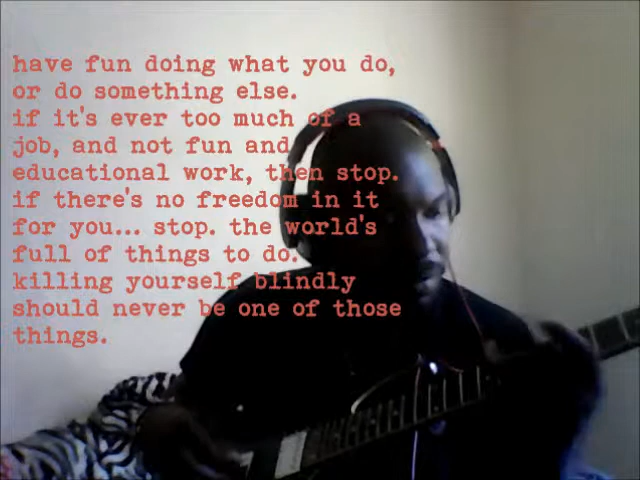 have fun doing what you do,
or do something else.
if it's ever too much of a
job, and not fun and
educational work, then stop.
if there's no freedom in it
for you... stop. the world's
full of things to do.
killing yourself blindly
should never be one of those
things.